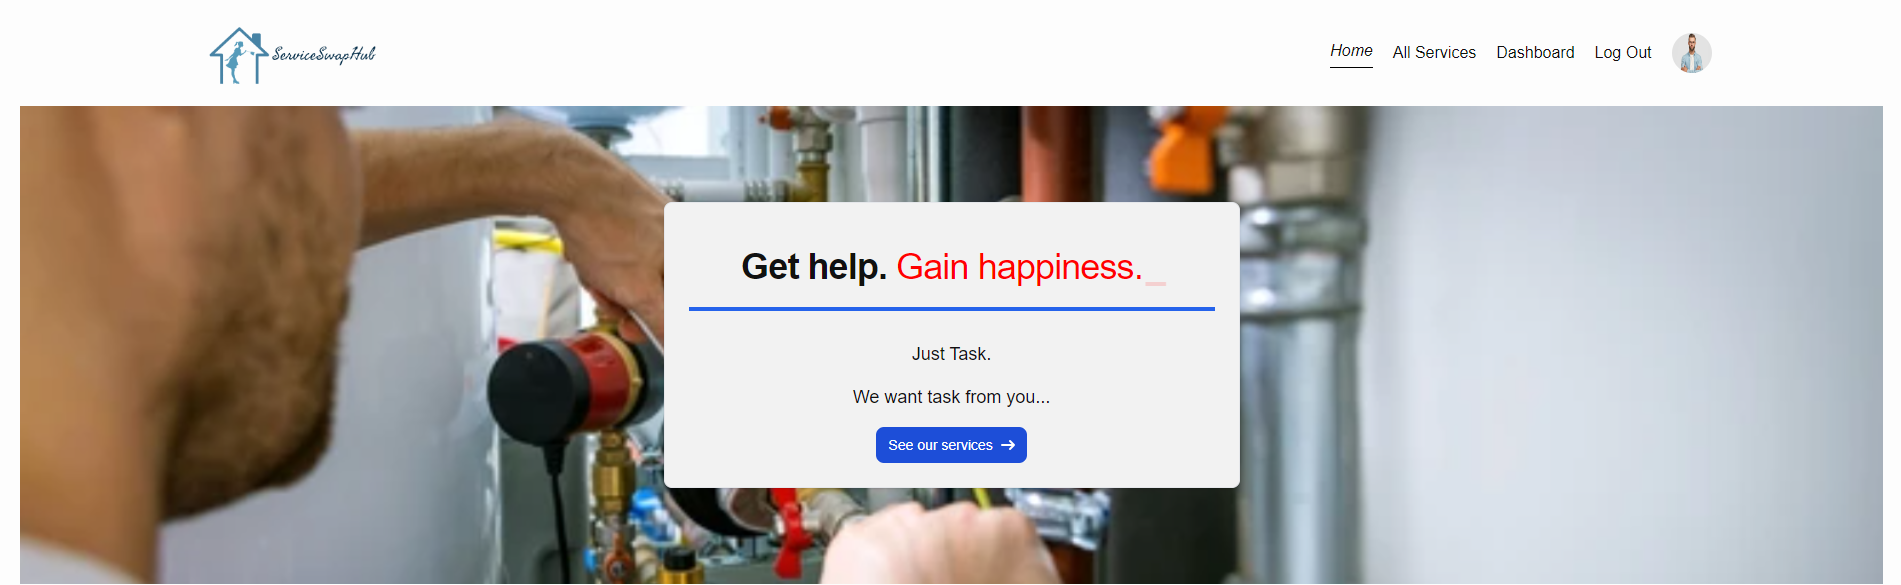 ServiceSwapHub
Home All Services Dashboard Log Out
Get help. Gain happiness._
Just Task.
We want task from you...
See our services →